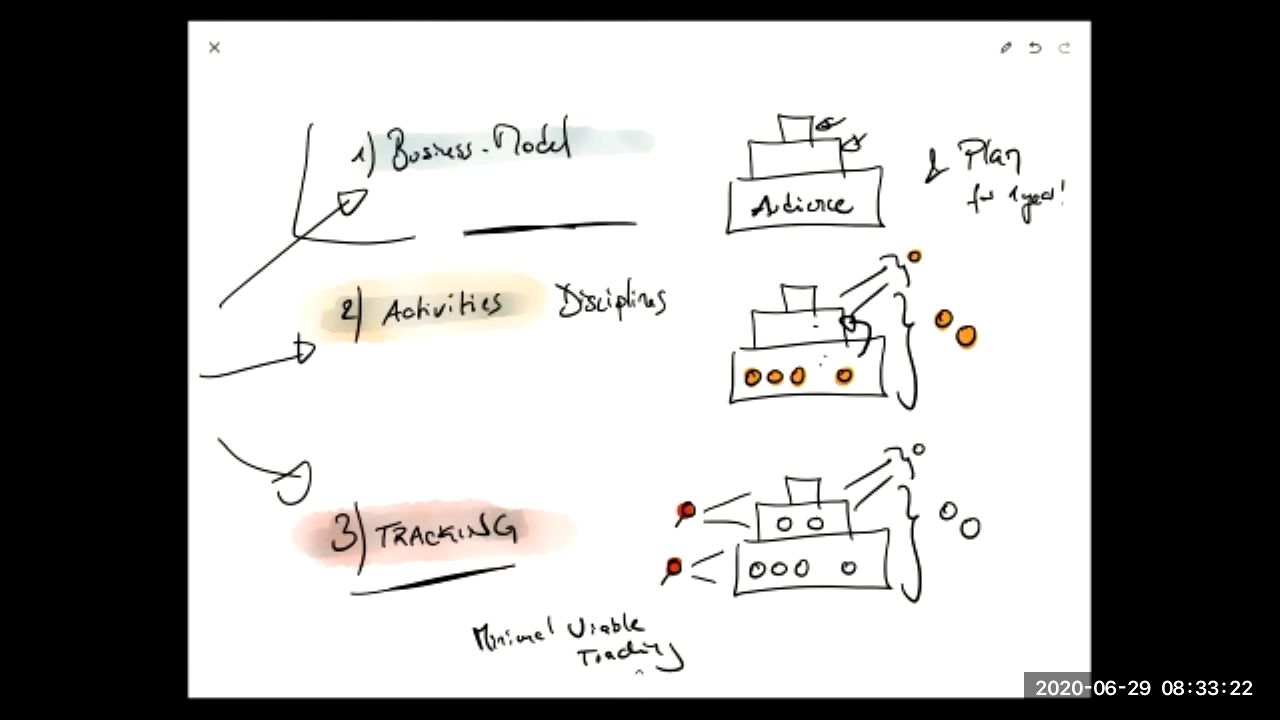 1) Business-Model
Audience
& Plan
for 1 year!
2) Activities Disciplines
3) TRACKING
Minimal Viable
Tracking
2020-06-29 08:33:22